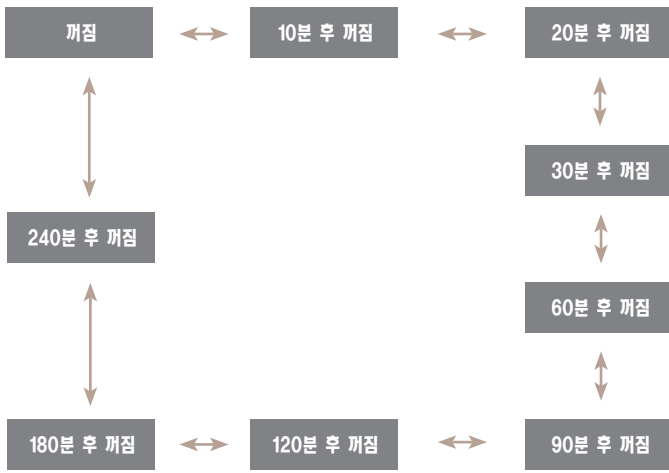 꺼짐
10분 후 꺼짐
20분 후 꺼짐
30분 후 꺼짐
60분 후 꺼짐
90분 후 꺼짐
120분 후 꺼짐
180분 후 꺼짐
240분 후 꺼짐